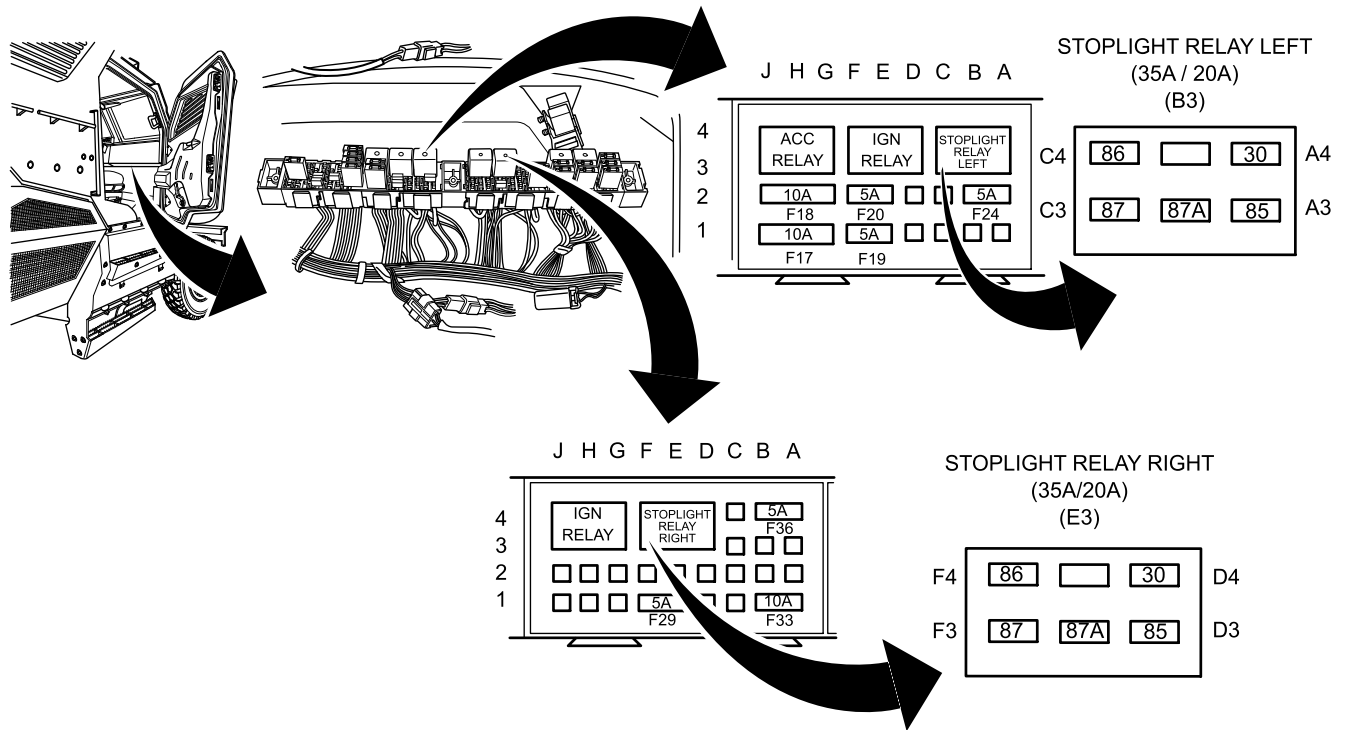 J H G F E D C B A
4
3
2
1
ACC
RELAY
IGN
RELAY
STOPLIGHT
RELAY
LEFT
10A
5A
5A
F18
F20
F24
10A
5A
F17
F19
STOPLIGHT RELAY LEFT
(35A / 20A)
(B3)
C4
86
30
A4
C3
87
87A
85
A3
J H G F E D C B A
4
3
2
1
IGN
RELAY
STOPLIGHT
RELAY
RIGHT
5A
F36
5A
10A
F29
F33
STOPLIGHT RELAY RIGHT
(35A/20A)
(E3)
F4
86
30
D4
F3
87
87A
85
D3